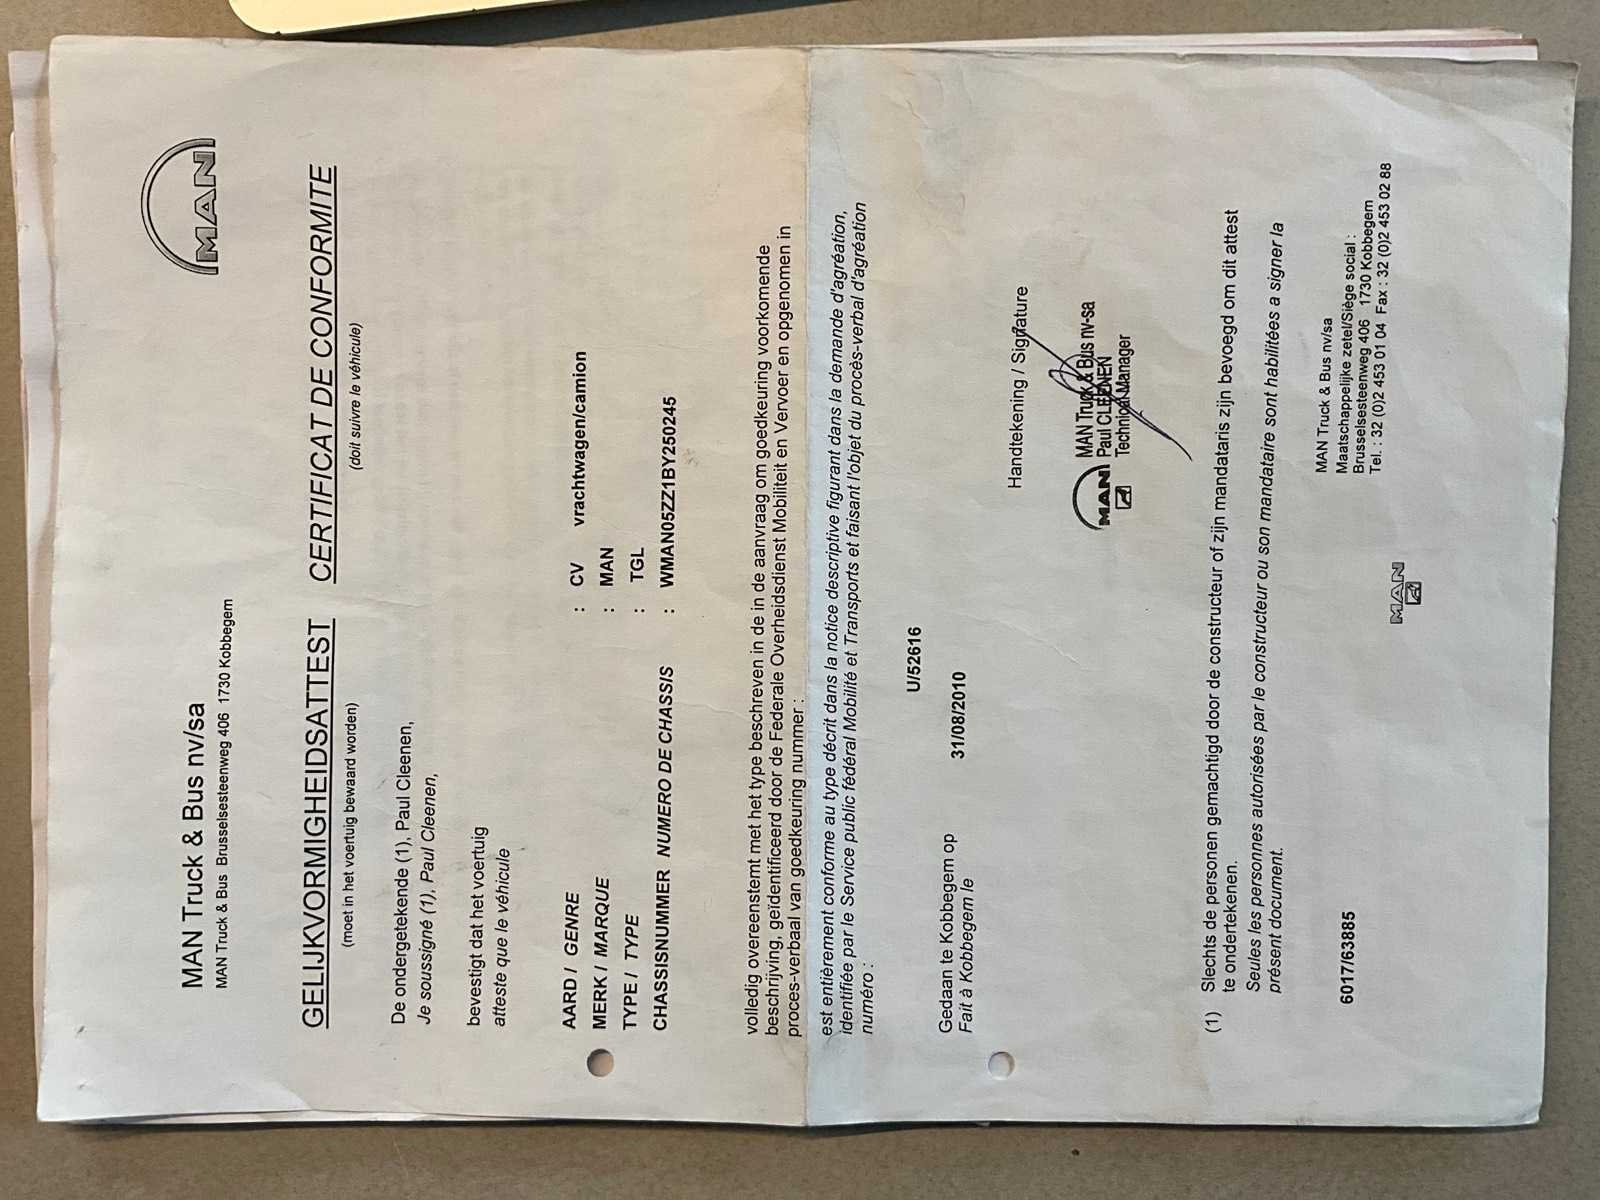 MAN Truck & Bus nv/sa
MAN Truck & Bus Brusselsesteenweg 406 1730 Kobbegem
MAN
GELIJKVORMIGHEIDSATTEST CERTIFICAT DE CONFORMITE
(moet in het voertuig bewaard worden) (doit suivre le véhicule)
De ondergetekende (1), Paul Cleenen,
Je soussigné (1), Paul Cleenen,
bevestigt dat het voertuig
atteste que le véhicule
AARD / GENRE : CV vrachtwagen/camion
MERK / MARQUE : MAN
TYPE / TYPE : TGL
CHASSISNUMMER NUMERO DE CHASSIS : WMAN05ZZ1BY250245
volledig overeenstemt met het type beschreven in de in de aanvraag om goedkeuring voorkomende
beschrijving, geïdentificeerd door de Federale Overheidsdienst Mobiliteit en Vervoer en opgenomen in
proces-verbaal van goedkeuring nummer :
est entièrement conforme au type décrit dans la notice descriptive figurant dans la demande d'agréation,
identifiée par le Service public fédéral Mobilité et Transports et faisant l'objet du procès-verbal d'agréation
numéro :
U/52616
Gedaan te Kobbegem op 31/08/2010
Fait à Kobbegem le
Handtekening / Signature
MAN MAN Truck & Bus nv-sa
Paul CLEENEN
Technical Manager
(1) Slechts de personen gemachtigd door de constructeur of zijn mandataris zijn bevoegd om dit attest
te ondertekenen.
Seules les personnes autorisées par le constructeur ou son mandataire sont habilitées a signer la
présent document.
6017/63885
MAN Truck & Bus nv/sa
Maatschappelijke zetel/Siège social :
Brusselsesteenweg 406 1730 Kobbegem
Tel. : 32 (0)2 453 01 04 Fax : 32 (0)2 453 02 88
MAN